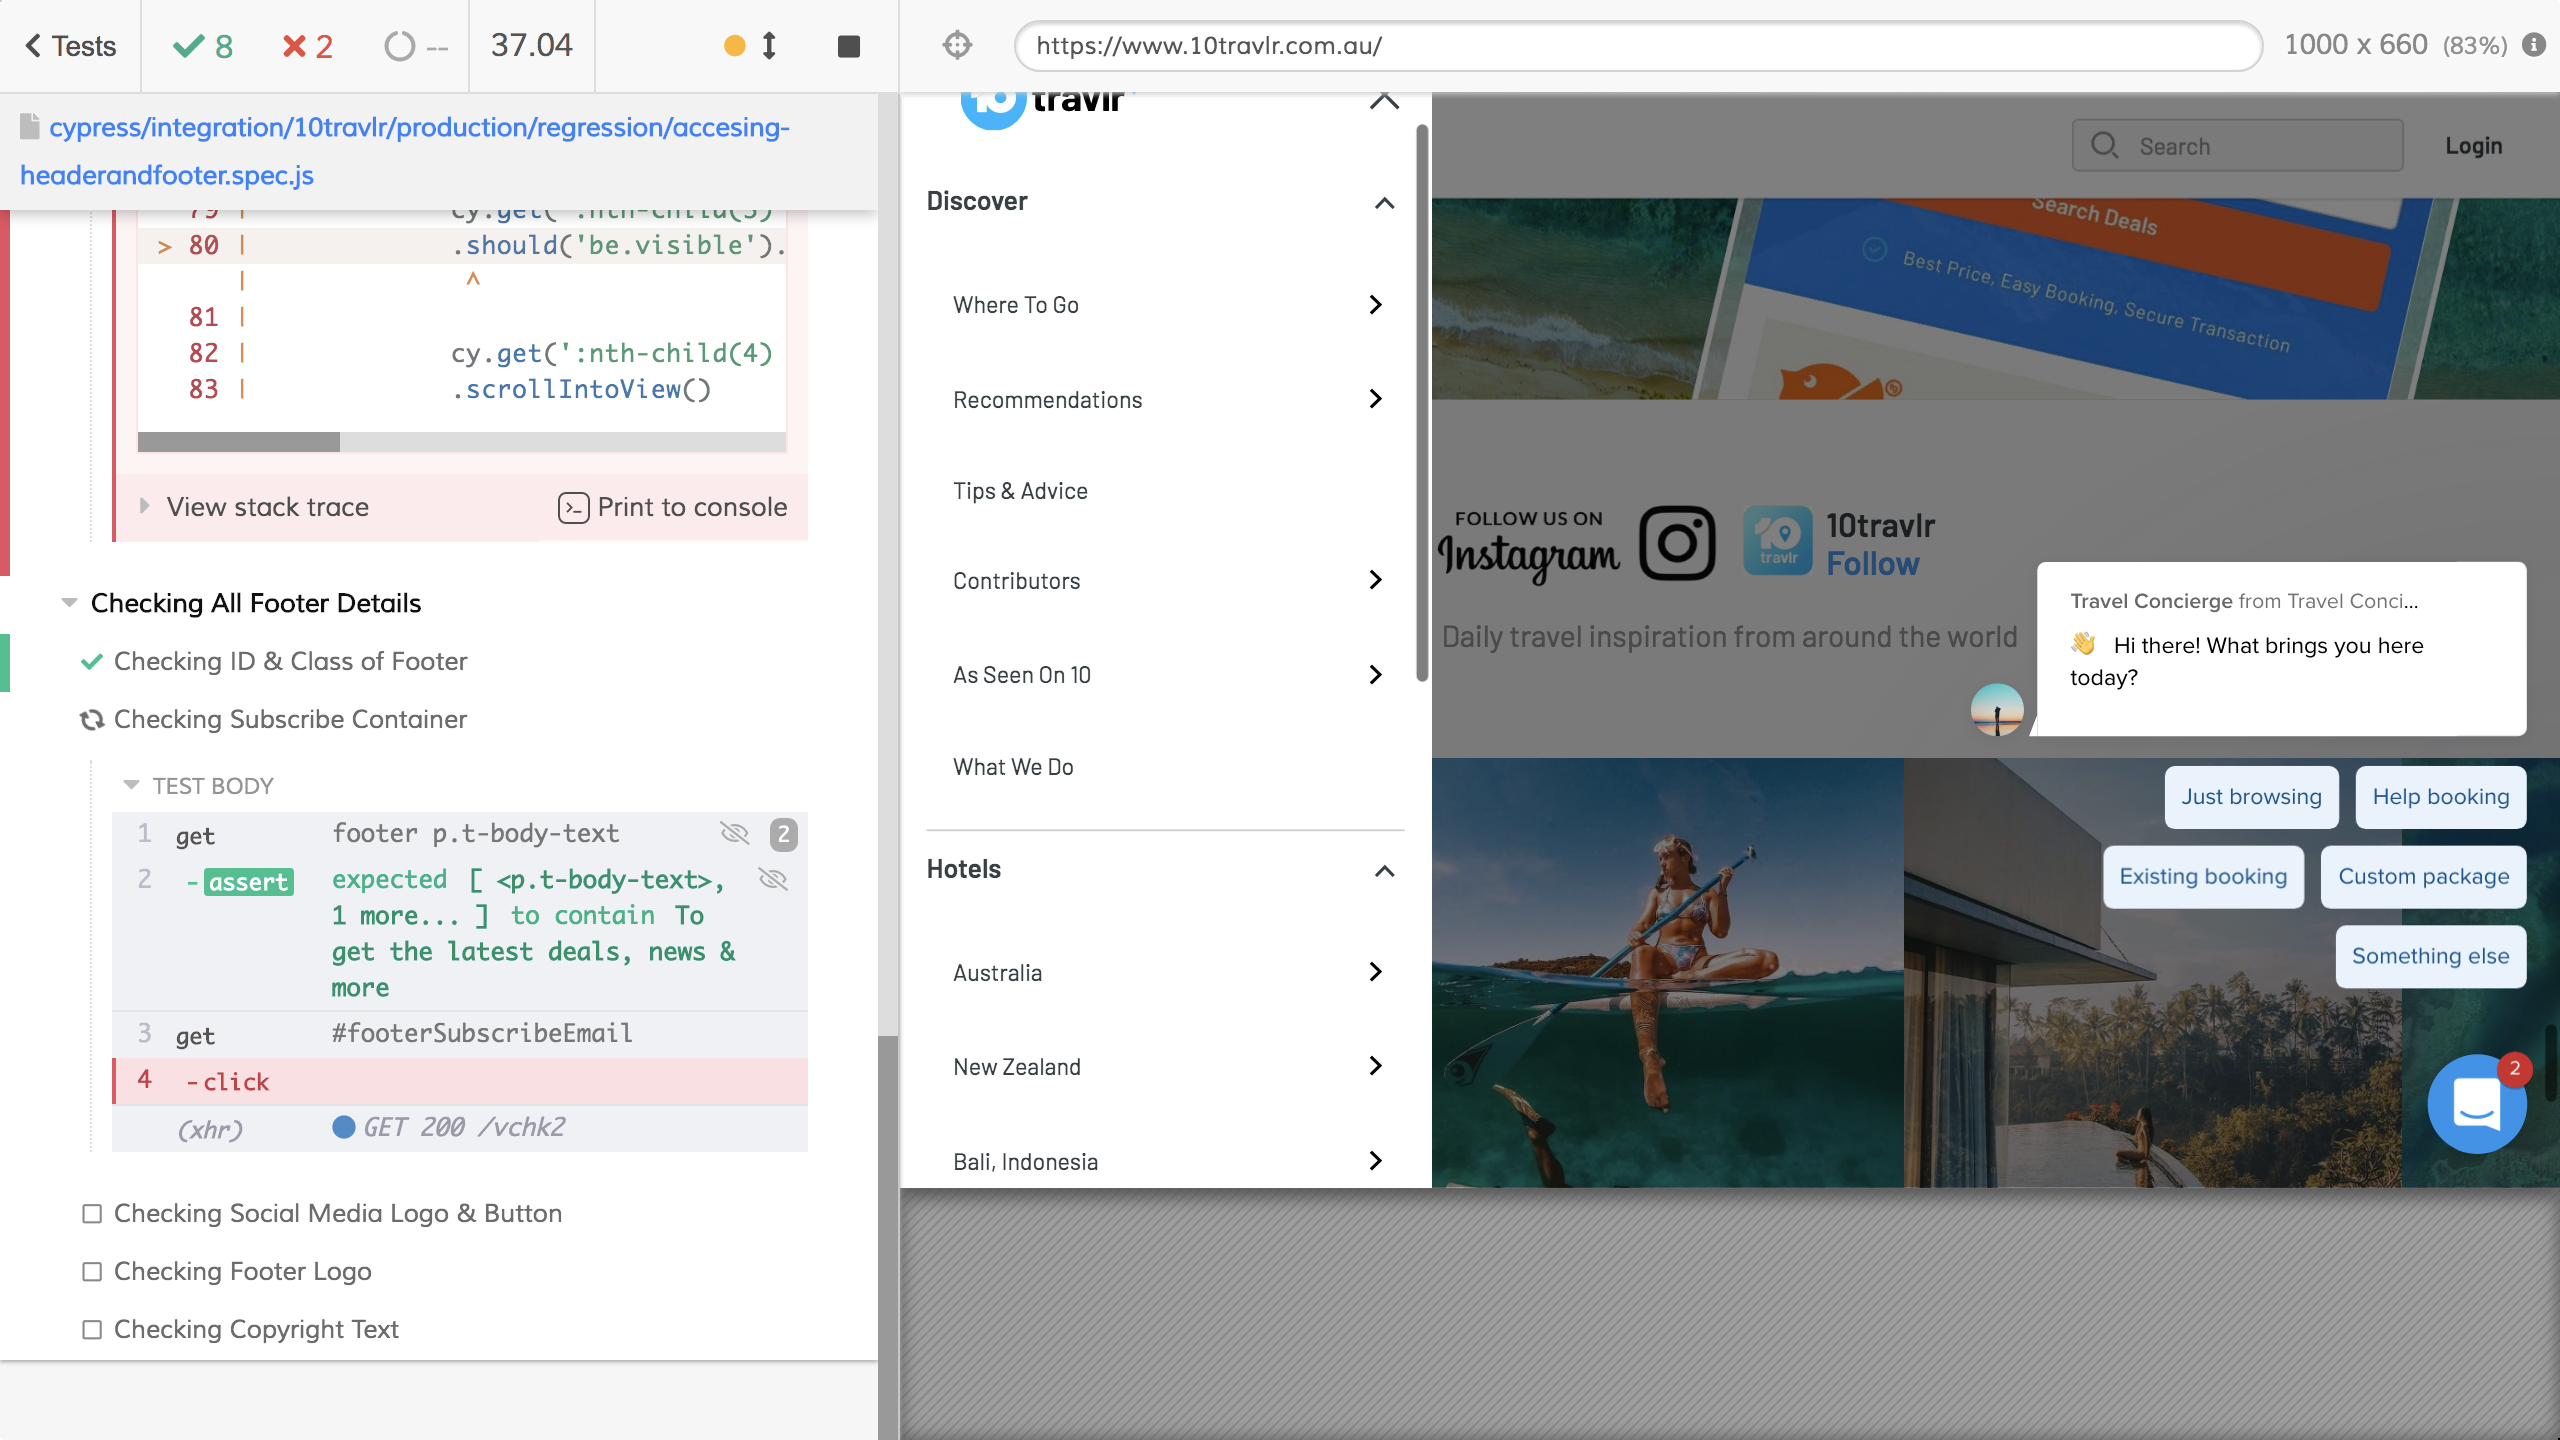 Tests
8
2
--
37.04
https://www.10travlr.com.au/
1000 x 660 (83%)
cypress/integration/10travlr/production/regression/accesing-
headerandfooter.spec.js
79 | cy.get(':nth-child(3)
> 80 | .should('be.visible').
| ^
81 |
82 | cy.get(':nth-child(4)
83 | .scrollIntoView()
View stack trace
Print to console
Checking All Footer Details
Checking ID & Class of Footer
Checking Subscribe Container
TEST BODY
1 get footer p.t-body-text 2
2 -assert expected [ <p.t-body-text>,
1 more... ] to contain To
get the latest deals, news &
more
3 get #footerSubscribeEmail
4 -click
(xhr) GET 200 /vchk2
Checking Social Media Logo & Button
Checking Footer Logo
Checking Copyright Text
10 travlr
Discover
Where To Go
Recommendations
Tips & Advice
Contributors
As Seen On 10
What We Do
Hotels
Australia
New Zealand
Bali, Indonesia
Search
Login
Search Deals
Best Price, Easy Booking, Secure Transaction
FOLLOW US ON
Instagram
10
travlr
10travlr
Follow
Daily travel inspiration from around the world
Travel Concierge from Travel Conci...
👋 Hi there! What brings you here
today?
Just browsing
Help booking
Existing booking
Custom package
Something else
2